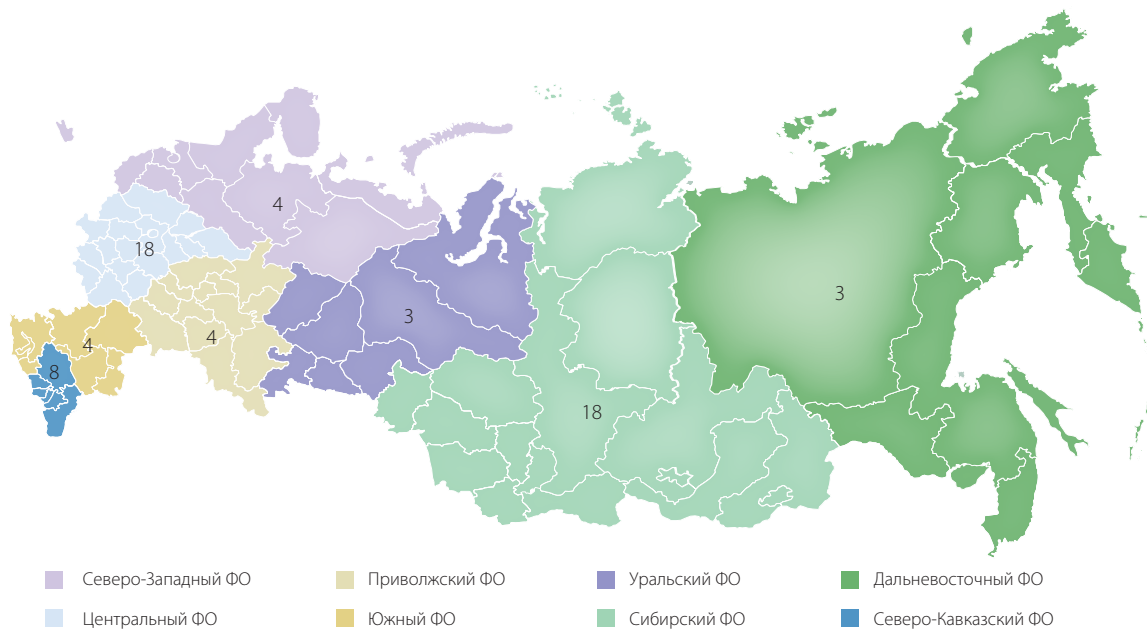 4
18
3
3
4
4
8
18
Северо-Западный ФО
Приволжский ФО
Уральский ФО
Дальневосточный ФО
Центральный ФО
Южный ФО
Сибирский ФО
Северо-Кавказский ФО